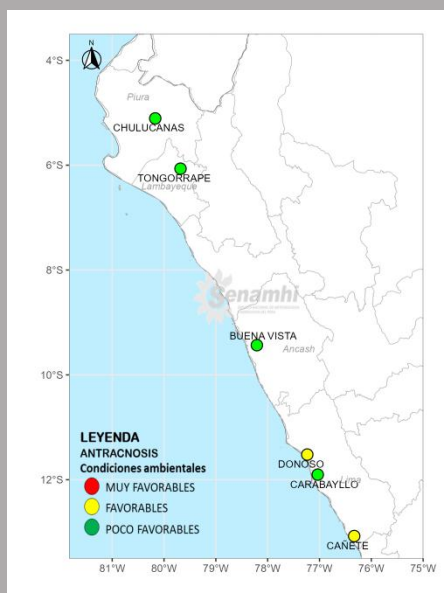 N
4°S
Piura
CHULUCANAS
6°S
TONGORRAPE
Lambayeque
8°S
Senamhi
BUENA VISTA
Ancash
10°S
LEYENDA
ANTRACNOSIS
Condiciones ambientales
MUY FAVORABLES
FAVORABLES
POCO FAVORABLES
DONOSO
12°S
CARABAYLLO
Lima
CAÑETE
81°W
80°W
79°W
78°W
77°W
76°W
75°W